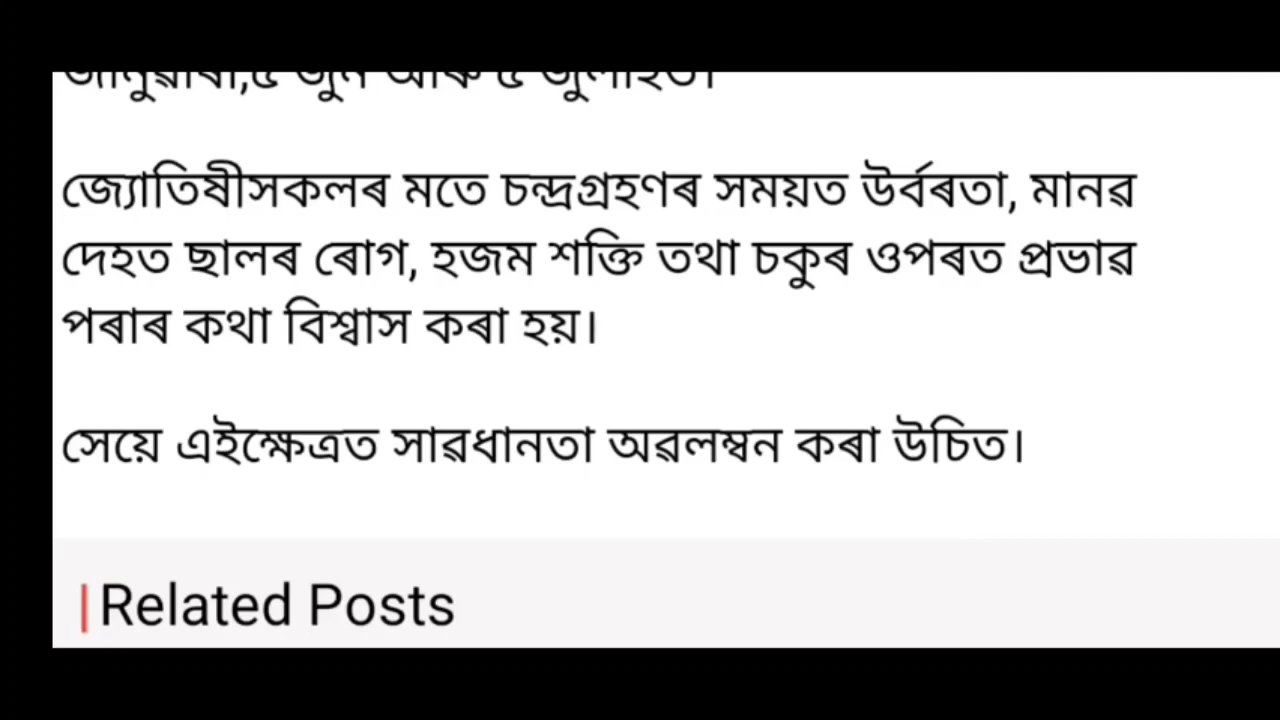 জ্যোতিষীসকলৰ মতে চন্দ্ৰগ্ৰহণৰ সময়ত উৰ্বৰতা, মানৱ
দেহত ছালৰ ৰোগ, হজম শক্তি তথা চকুৰ ওপৰত প্ৰভাৱ
পৰাৰ কথা বিশ্বাস কৰা হয়।
সেয়ে এইক্ষেত্ৰত সাৱধানতা অৱলম্বন কৰা উচিত।
Related Posts